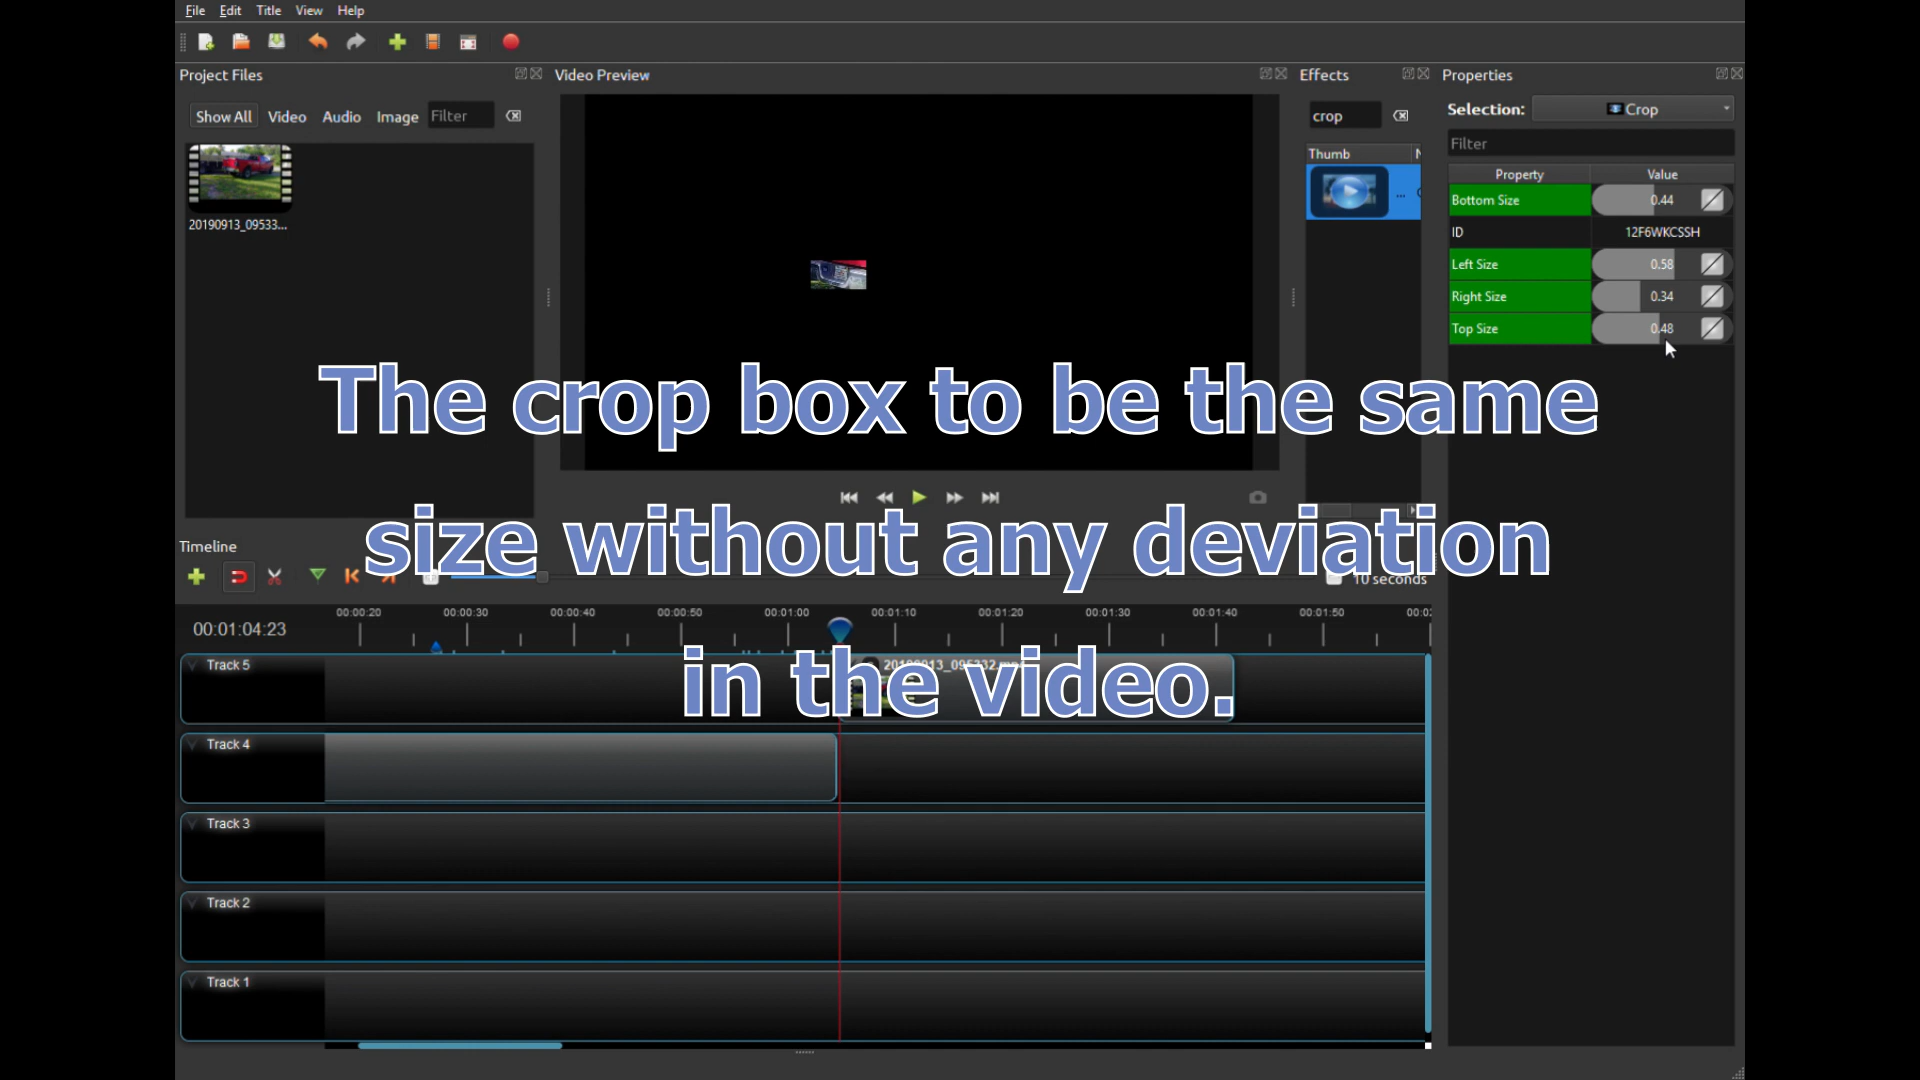 File Edit Title View Help
Project Files
Video Preview
Effects
Properties
Show All Video Audio Image Filter
crop
Selection: Crop
Filter
Thumb
Property Value
Bottom Size 0.44
ID 12F6WKCSSH
Left Size 0.58
Right Size 0.34
Top Size 0.48
20190913_09533...
The crop box to be the same
size without any deviation
in the video.
Timeline
10 seconds
00:01:04:23
00:00:20 00:00:30 00:00:40 00:00:50 00:01:00 00:01:10 00:01:20 00:01:30 00:01:40 00:01:50
Track 5
20190913_095332.mp4
Track 4
Track 3
Track 2
Track 1